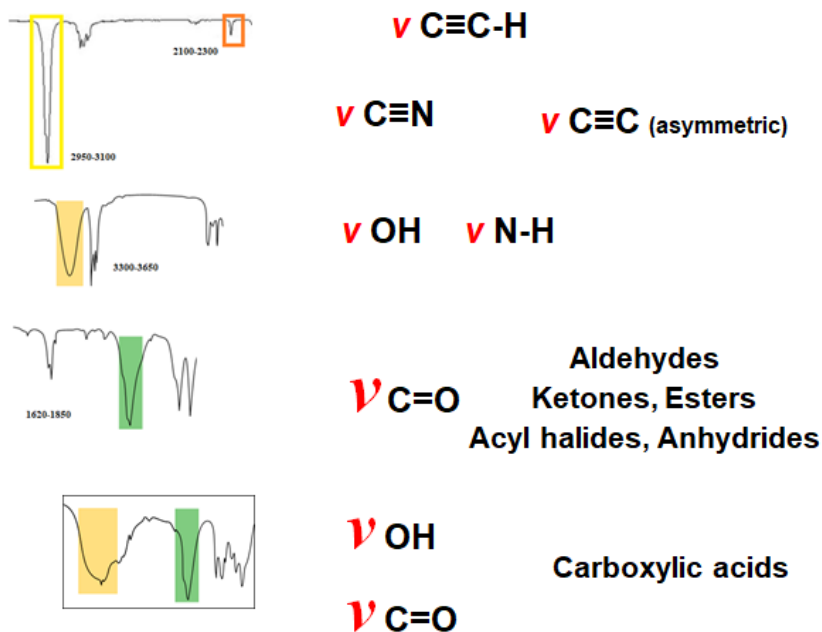 ν C≡C-H
2100-2300
ν C≡N
ν C≡C (asymmetric)
2950-3100
ν OH
ν N-H
3300-3650
Aldehydes
ν C=O
Ketones, Esters
1620-1850
Acyl halides, Anhydrides
ν OH
Carboxylic acids
ν C=O